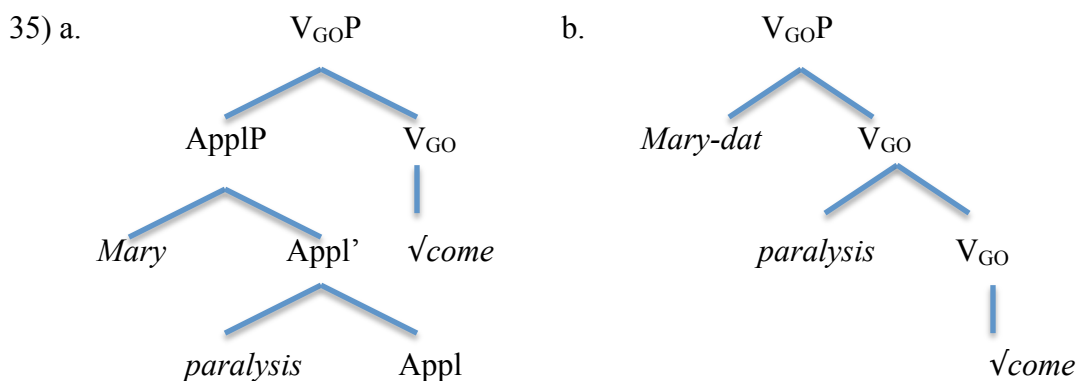 35) a. V_GOP b. V_GOP
ApplP V_GO Mary-dat V_GO
Mary Appl’ √come paralysis V_GO
paralysis Appl √come